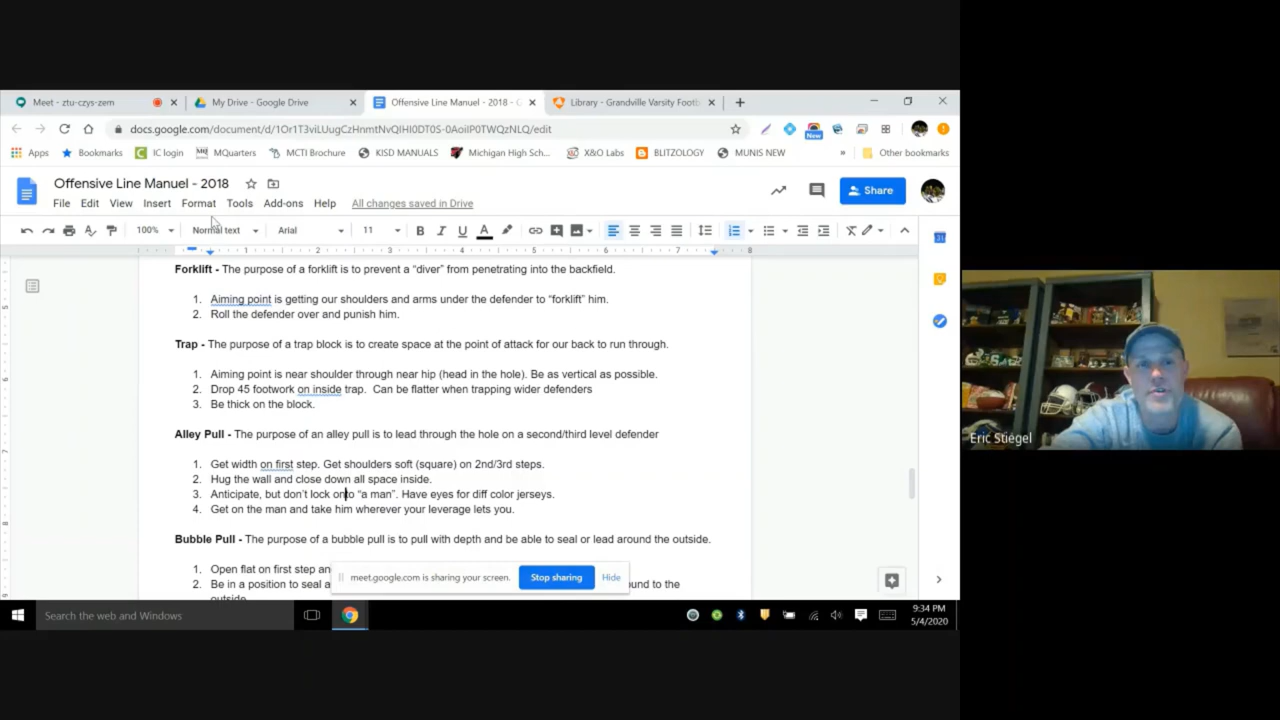 Meet - ztu-czys-zem
My Drive - Google Drive
Offensive Line Manuel - 2018 - G
Library - Grandville Varsity Footb
docs.google.com/document/d/1Or1T3viLUugCzHnmtNvQIHI0DT0S-0AoilP0TWQzNLQ/edit
New
Apps Bookmarks IC login MQuarters MCTI Brochure KISD MANUALS Michigan High Sch... X&O Labs BLITZOLOGY MUNIS NEW » Other bookmarks
Offensive Line Manuel - 2018
Share
File Edit View Insert Format Tools Add-ons Help All changes saved in Drive
100% Normal text Arial 11 B I U A
1 2 3 4 5 6 7 8
Forklift - The purpose of a forklift is to prevent a “diver” from penetrating into the backfield.
1. Aiming point is getting our shoulders and arms under the defender to “forklift” him.
2. Roll the defender over and punish him.
Trap - The purpose of a trap block is to create space at the point of attack for our back to run through.
1. Aiming point is near shoulder through near hip (head in the hole). Be as vertical as possible.
2. Drop 45 footwork on inside trap. Can be flatter when trapping wider defenders
3. Be thick on the block.
Alley Pull - The purpose of an alley pull is to lead through the hole on a second/third level defender
1. Get width on first step. Get shoulders soft (square) on 2nd/3rd steps.
2. Hug the wall and close down all space inside.
3. Anticipate, but don’t lock onto “a man”. Have eyes for diff color jerseys.
4. Get on the man and take him wherever your leverage lets you.
Bubble Pull - The purpose of a bubble pull is to pull with depth and be able to seal or lead around the outside.
1. Open flat on first step an
2. Be in a position to seal a
ound to the
outside.
meet.google.com is sharing your screen. Stop sharing Hide
Search the web and Windows
9:34 PM
5/4/2020
Eric Stiegel